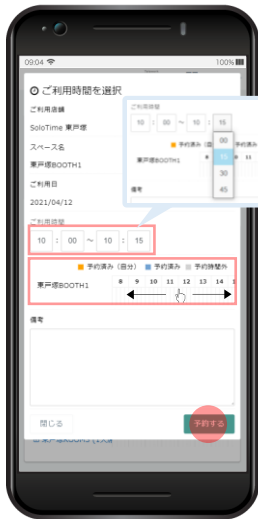 09:04 100%
ご利用時間を選択
ご利用店舗
SoloTime 東戸塚
スペース名
東戸塚BOOTH1
ご利用日
2021/04/12
ご利用時間
10 : 00 ~ 10 : 15
00
15
30
45
予約済み
東戸塚BOOTH1 8 9 11
備考
ご利用時間
10 : 00 ~ 10 : 15
予約済み（自分） 予約済み 予約時間外
東戸塚BOOTH1 8 9 10 11 12 13 14 1
備考
閉じる 予約する